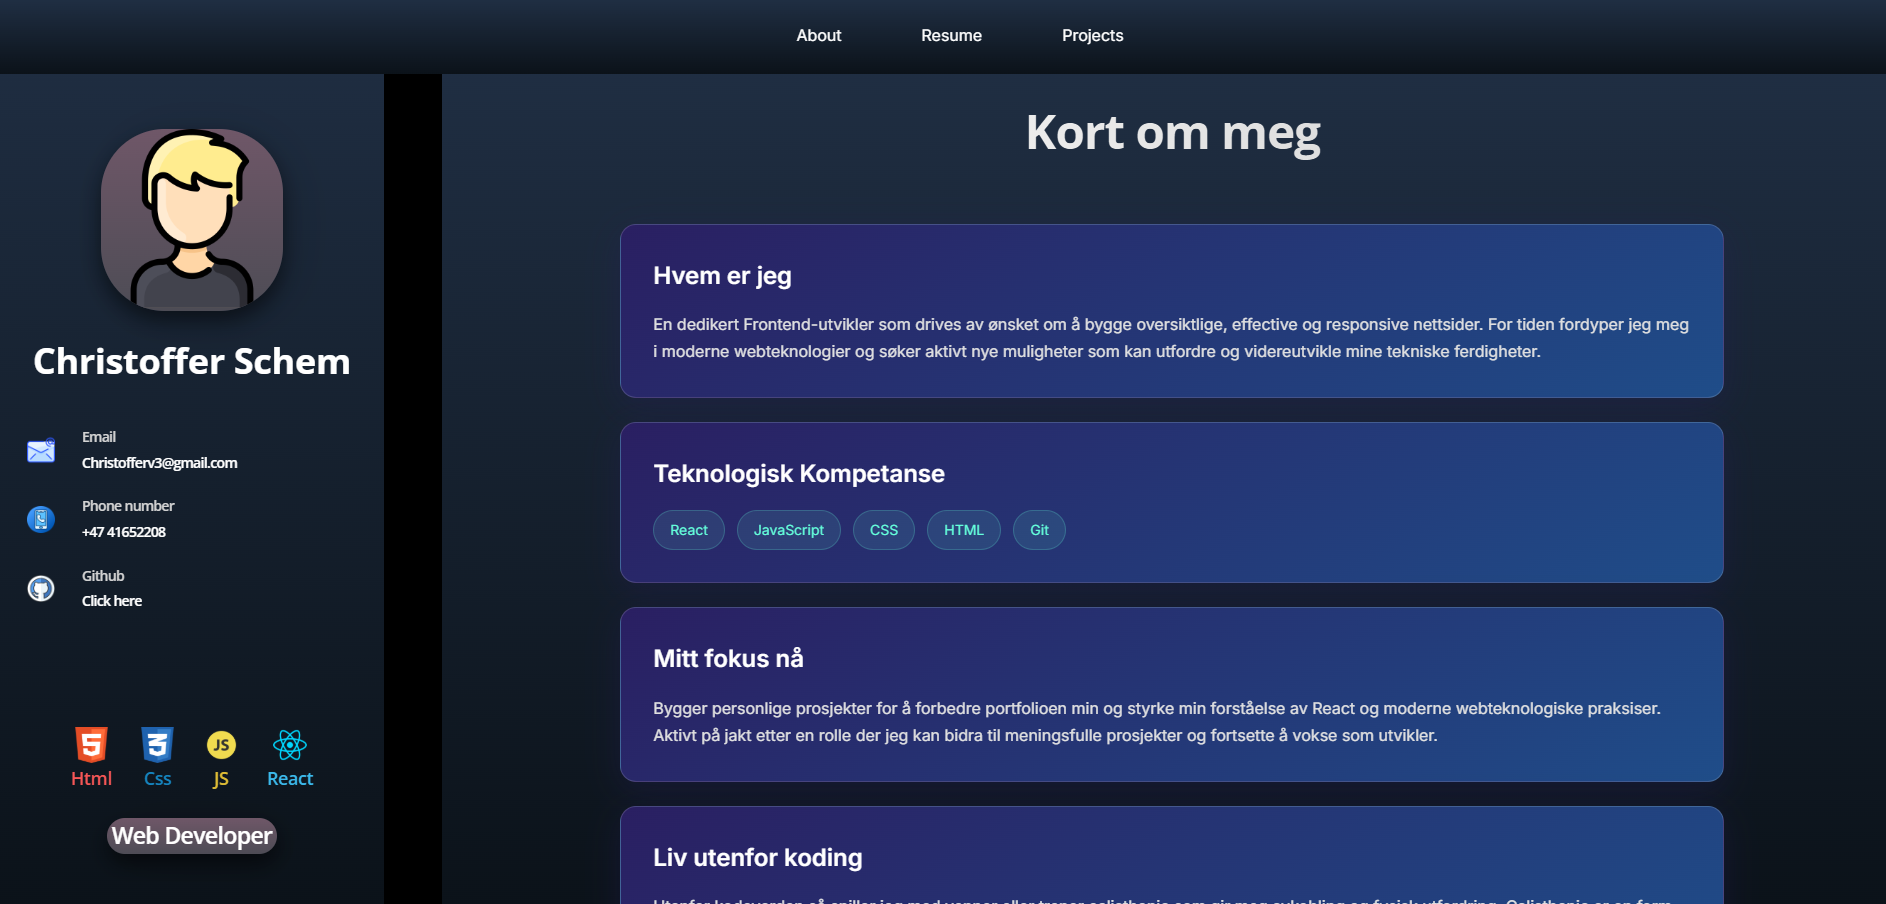 About
Resume
Projects
Christoffer Schem
Email
Christofferv3@gmail.com
Phone number
+47 41652208
Github
Click here
5
3
JS
Html
Css
JS
React
Web Developer
Kort om meg
Hvem er jeg
En dedikert Frontend-utvikler som drives av ønsket om å bygge oversiktlige, effective og responsive nettsider. For tiden fordyper jeg meg
i moderne webteknologier og søker aktivt nye muligheter som kan utfordre og videreutvikle mine tekniske ferdigheter.
Teknologisk Kompetanse
React
JavaScript
CSS
HTML
Git
Mitt fokus nå
Bygger personlige prosjekter for å forbedre portfolioen min og styrke min forståelse av React og moderne webteknologiske praksiser.
Aktivt på jakt etter en rolle der jeg kan bidra til meningsfulle prosjekter og fortsette å vokse som utvikler.
Liv utenfor koding